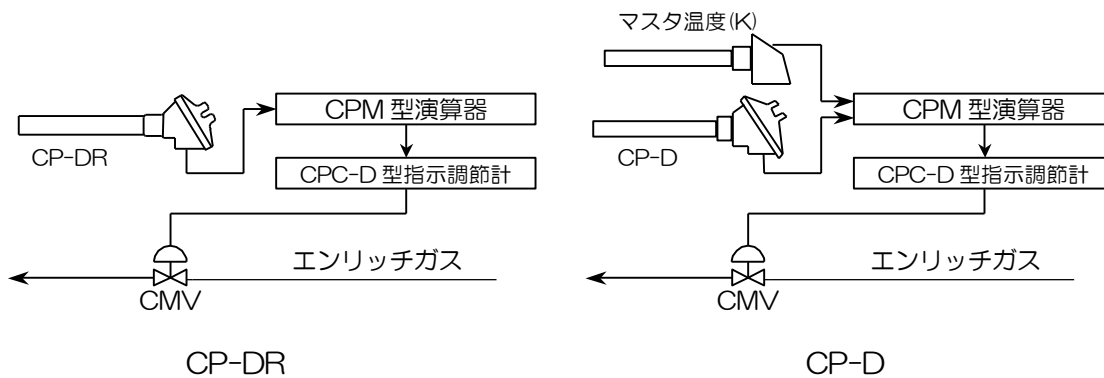 CPM 型演算器
CP-DR
CPC-D 型指示調節計
エンリッチガス
CMV
CP-DR
マスタ温度(K)
CPM 型演算器
CP-D
CPC-D 型指示調節計
エンリッチガス
CMV
CP-D